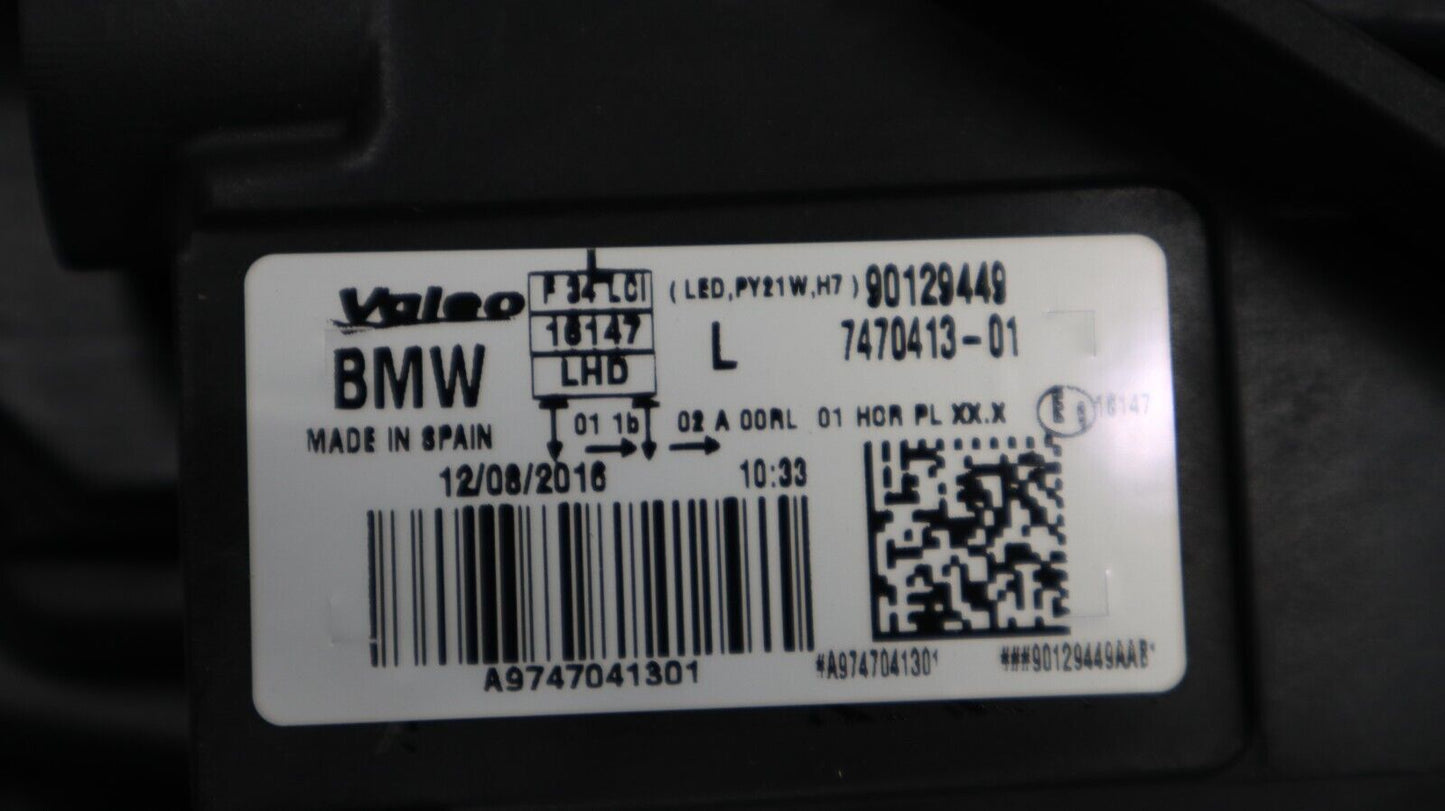 Valeo F 34 LCI (LED,PY21W,H7) 90129449
16147 L 7470413-01
BMW LHD
MADE IN SPAIN 01 1b 02 A 00RL 01 HCR PL XX.X 16147
12/08/2016 10:33
A9747041301 #A9747041301 ###90129449AAB